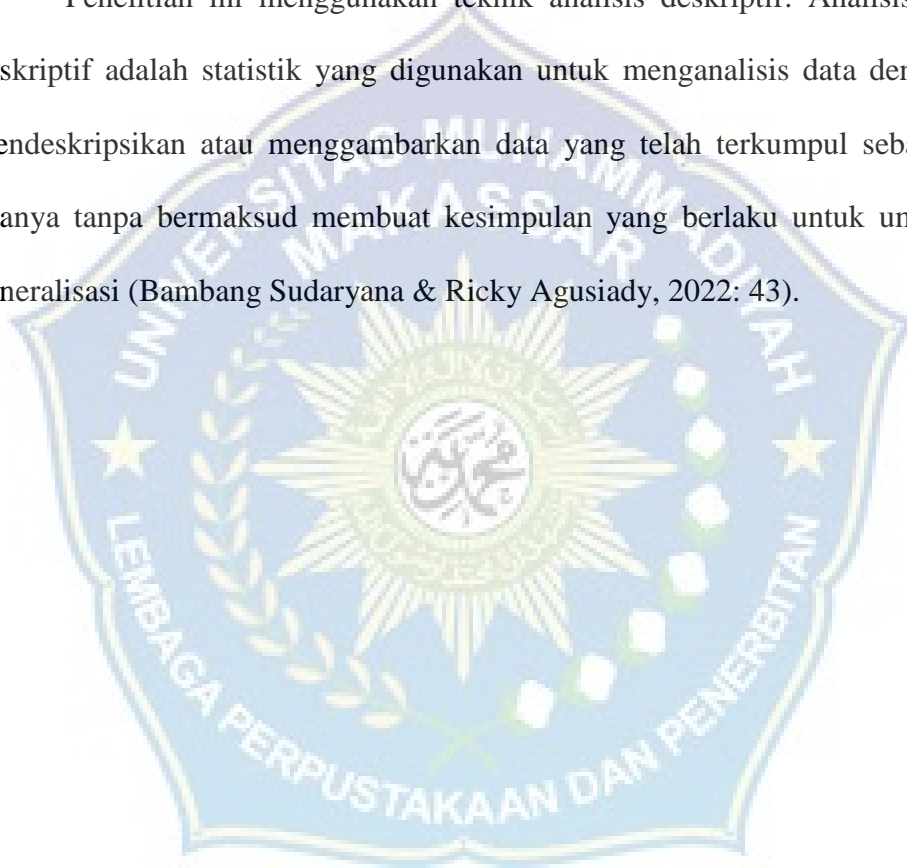 Penelitian ini menggunakan teknik analisis deskriptif. Analisis
skriptif adalah statistik yang digunakan untuk menganalisis data den
endeskripsikan atau menggambarkan data yang telah terkumpul seba
anya tanpa bermaksud membuat kesimpulan yang berlaku untuk un
neralisasi (Bambang Sudaryana & Ricky Agusiady, 2022: 43).
UNIVERSITAS MUHAMMADIYAH
MAKASSAR
محمد
LEMBAGA PERPUSTAKAAN DAN PENERBITAN